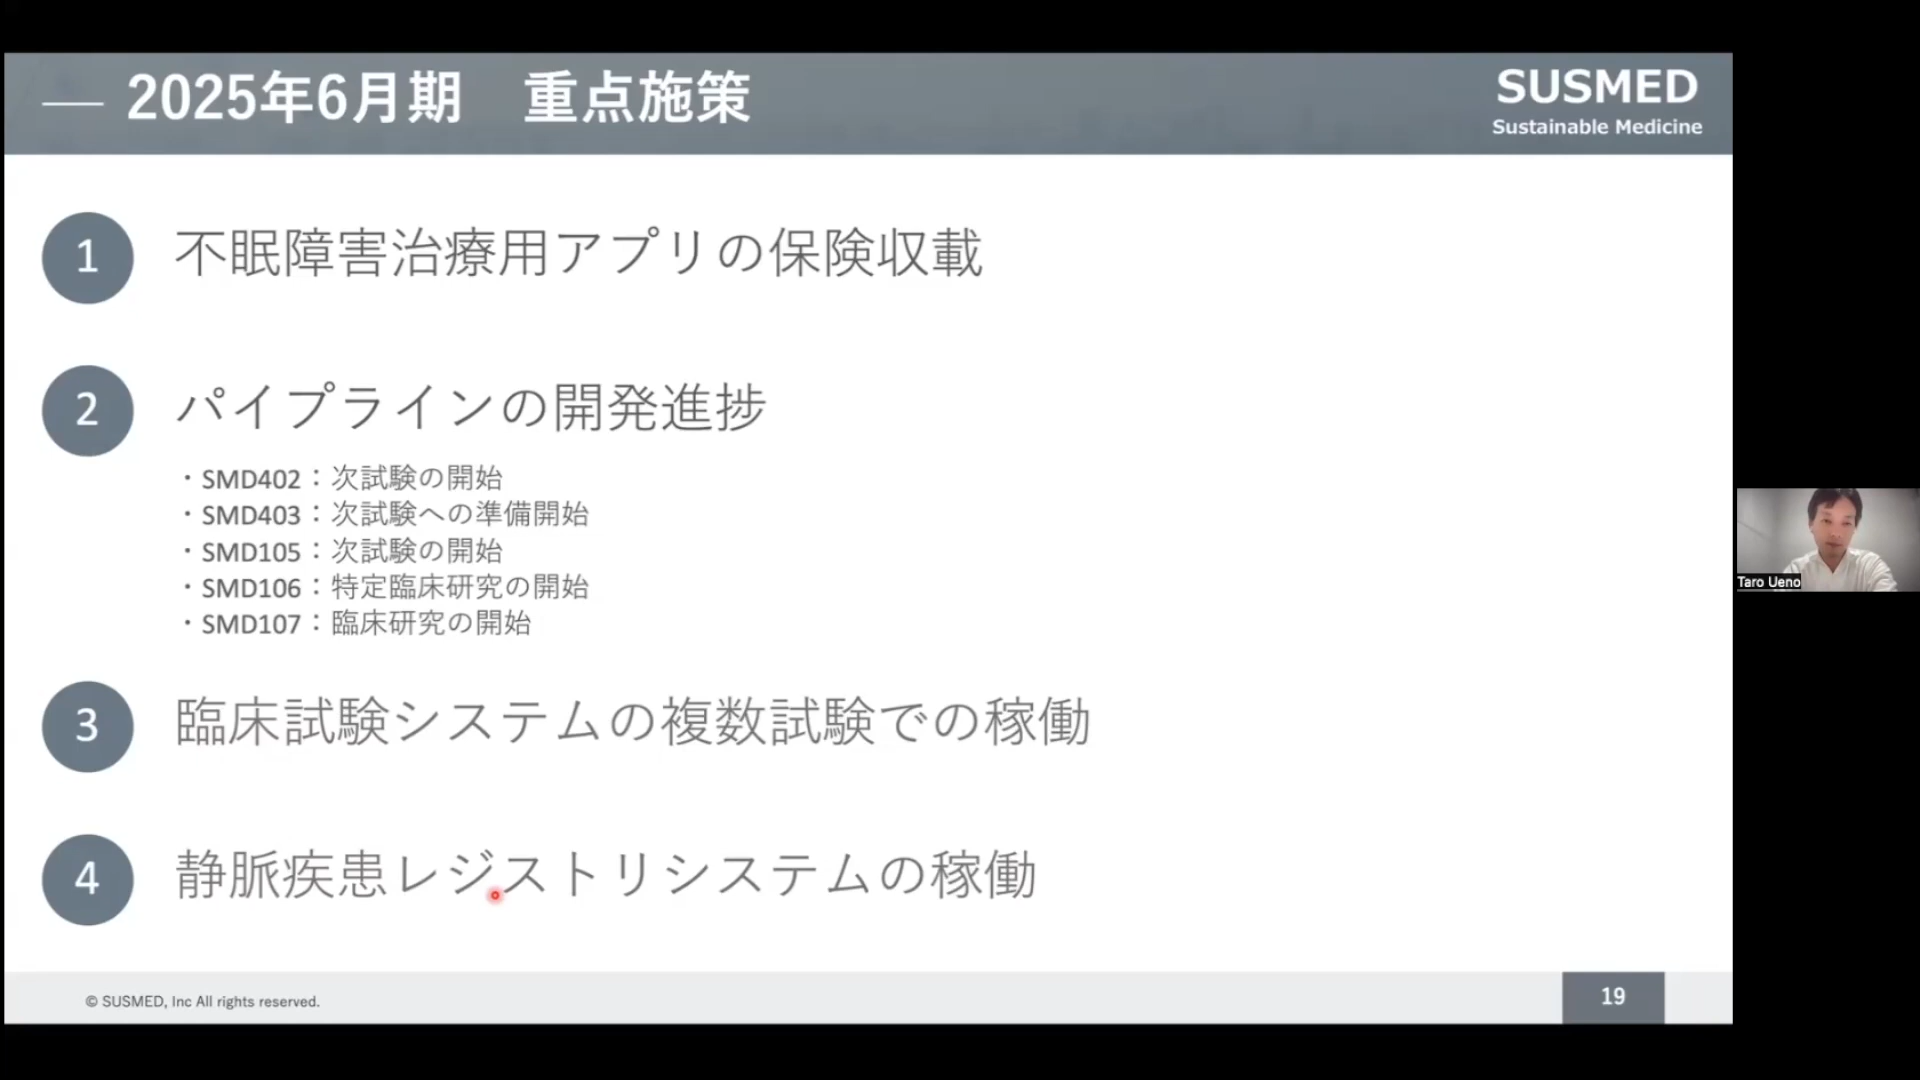 2025年6月期　重点施策
SUSMED
Sustainable Medicine
1 不眠障害治療用アプリの保険収載
2 パイプラインの開発進捗
・SMD402：次試験の開始
・SMD403：次試験への準備開始
・SMD105：次試験の開始
・SMD106：特定臨床研究の開始
・SMD107：臨床研究の開始
3 臨床試験システムの複数試験での稼働
4 静脈疾患レジストリシステムの稼働
© SUSMED, Inc All rights reserved.
19
Taro Ueno